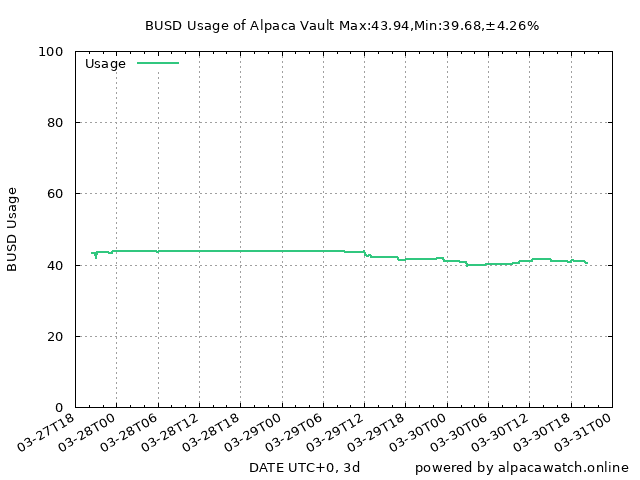 BUSD Usage of Alpaca Vault Max:43.94,Min:39.68,±4.26%
Usage
BUSD Usage
100
80
60
40
20
0
03-27T18
03-28T00
03-28T06
03-28T12
03-28T18
03-29T00
03-29T06
03-29T12
03-29T18
03-30T00
03-30T06
03-30T12
03-30T18
03-31T00
DATE UTC+0, 3d
powered by alpacawatch.online